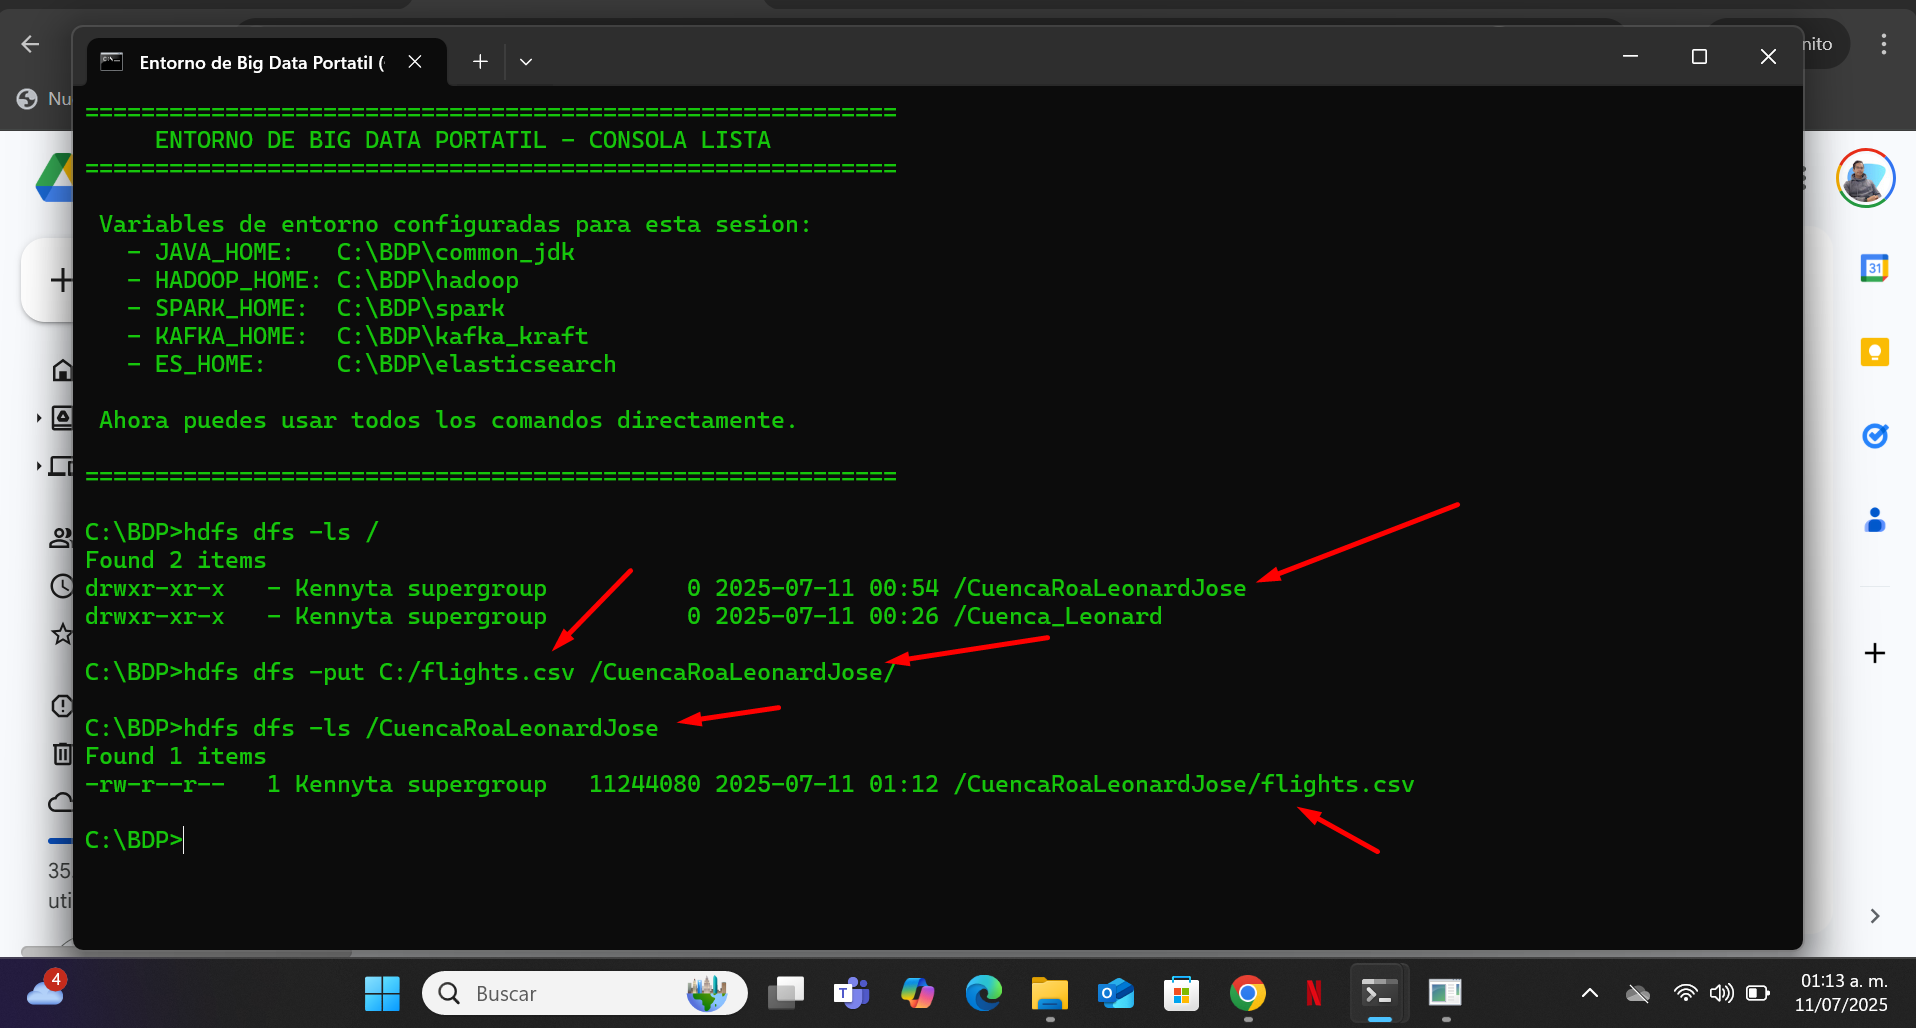 nito
Nu
Entorno de Big Data Portatil (
==========================================================
ENTORNO DE BIG DATA PORTATIL - CONSOLA LISTA
==========================================================
Variables de entorno configuradas para esta sesion:
- JAVA_HOME:   C:\BDP\common_jdk
- HADOOP_HOME: C:\BDP\hadoop
- SPARK_HOME:  C:\BDP\spark
- KAFKA_HOME:  C:\BDP\kafka_kraft
- ES_HOME:     C:\BDP\elasticsearch
Ahora puedes usar todos los comandos directamente.
==========================================================
C:\BDP>hdfs dfs -ls /
Found 2 items
drwxr-xr-x   - Kennyta supergroup          0 2025-07-11 00:54 /CuencaRoaLeonardJose
drwxr-xr-x   - Kennyta supergroup          0 2025-07-11 00:26 /Cuenca_Leonard
C:\BDP>hdfs dfs -put C:/flights.csv /CuencaRoaLeonardJose/
C:\BDP>hdfs dfs -ls /CuencaRoaLeonardJose
Found 1 items
-rw-r--r--   1 Kennyta supergroup   11244080 2025-07-11 01:12 /CuencaRoaLeonardJose/flights.csv
C:\BDP>
31
35
uti
4
Buscar
T
N
01:13 a. m.
11/07/2025